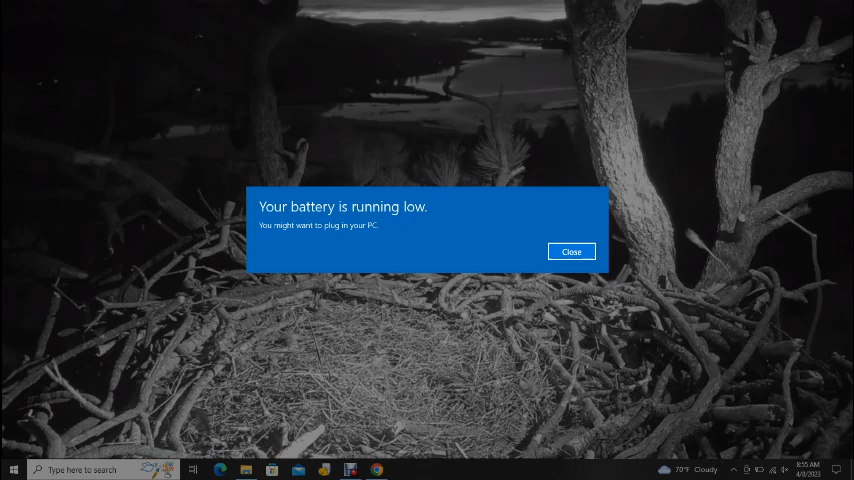 Your battery is running low.
You might want to plug in your PC.
Close
Type here to search
70°F Cloudy
8:55 AM
4/8/2023